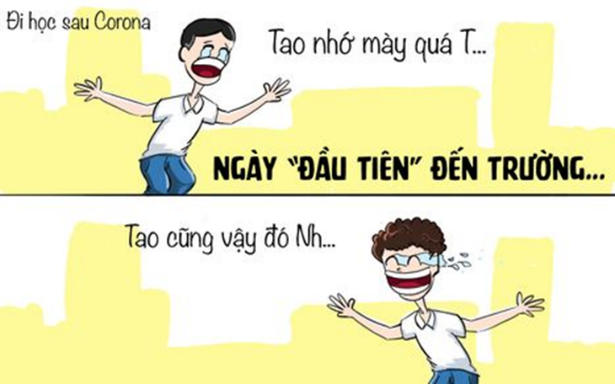 Đi học sau Corona
Tao nhớ mày quá T...
NGÀY "ĐẦU TIÊN" ĐẾN TRƯỜNG...
Tao cũng vậy đó Nh...